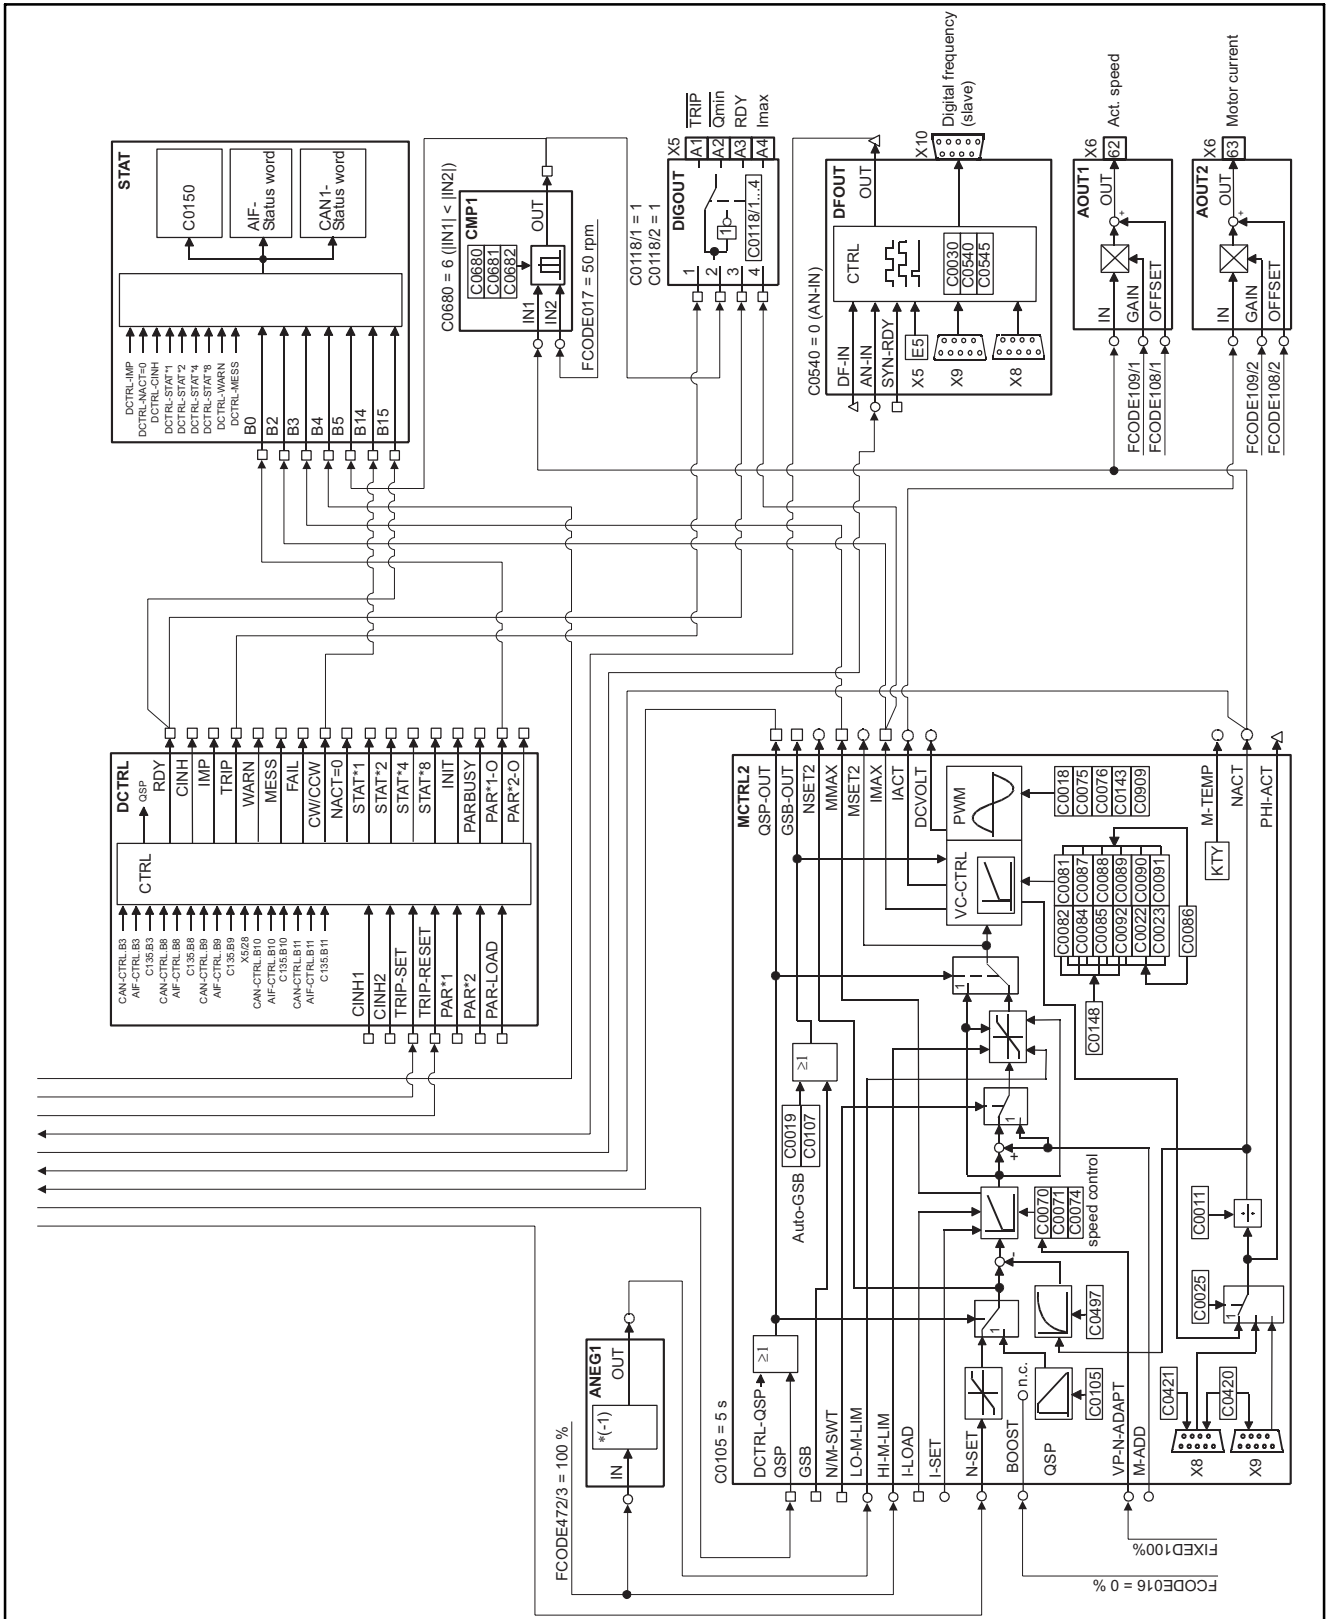 STAT
C0150
AIF-
Status word
CAN1-
Status word
DCTRL-IMP
DCTRL-NACT=0
DCTRL-CINH
DCTRL-STAT*1
DCTRL-STAT*2
DCTRL-STAT*4
DCTRL-STAT*8
DCTRL-WARN
DCTRL-MESS
B0
B2
B3
B4
B5
B14
B15
C0680 = 6 (|IN1| < |IN2|)
CMP1
C0680
C0681
C0682
OUT
IN1
IN2
FCODE017 = 50 rpm
C0118/1 = 1
C0118/2 = 1
DIGOUT
X5
A1
A2
A3
A4
TRIP
Qmin
RDY
Imax
1
C0118/1...4
1
2
3
4
C0540 = 0 (AN-IN)
DFOUT
OUT
X10
Digital frequency
(slave)
CTRL
C0030
C0540
C0545
DF-IN
AN-IN
SYN-RDY
X5
E5
X9
X8
AOUT1
OUT
X6
62
Act. speed
+
IN
GAIN
OFFSET
FCODE109/1
FCODE108/1
AOUT2
OUT
X6
63
Motor current
+
IN
GAIN
OFFSET
FCODE109/2
FCODE108/2
DCTRL
QSP
RDY
CINH
IMP
TRIP
WARN
MESS
FAIL
CW/CCW
NACT=0
STAT*1
STAT*2
STAT*4
STAT*8
INIT
PARBUSY
PAR*1-O
PAR*2-O
CTRL
CAN-CTRL.B3
AIF-CTRL.B3
C135.B3
CAN-CTRL.B8
AIF-CTRL.B8
C135.B8
CAN-CTRL.B9
AIF-CTRL.B9
C135.B9
X5/28
CAN-CTRL.B10
AIF-CTRL.B10
C135.B10
CAN-CTRL.B11
AIF-CTRL.B11
C135.B11
CINH1
CINH2
TRIP-SET
TRIP-RESET
PAR*1
PAR*2
PAR-LOAD
ANEG1
OUT
*(-1)
IN
FCODE472/3 = 100 %
MCTRL2
QSP-OUT
GSB-OUT
NSET2
MMAX
MSET2
IMAX
IACT
DCVOLT
M-TEMP
NACT
PHI-ACT
PWM
VC-CTRL
C0018
C0075
C0076
C0143
C0909
C0081
C0087
C0088
C0089
C0090
C0091
C0082
C0084
C0085
C0092
C0022
C0023
C0086
C0148
KTY
1
≥1
C0019
C0107
Auto-GSB
1
+
C0070
C0071
C0074
speed control
-
C0011
C0025
1
1
C0497
≥1
C0105
C0421
C0420
n.c.
C0105 = 5 s
DCTRL-QSP
QSP
GSB
N/M-SWT
LO-M-LIM
HI-M-LIM
I-LOAD
I-SET
N-SET
BOOST
QSP
VP-N-ADAPT
M-ADD
X8
X9
FIXED100%
FCODE016 = 0 %